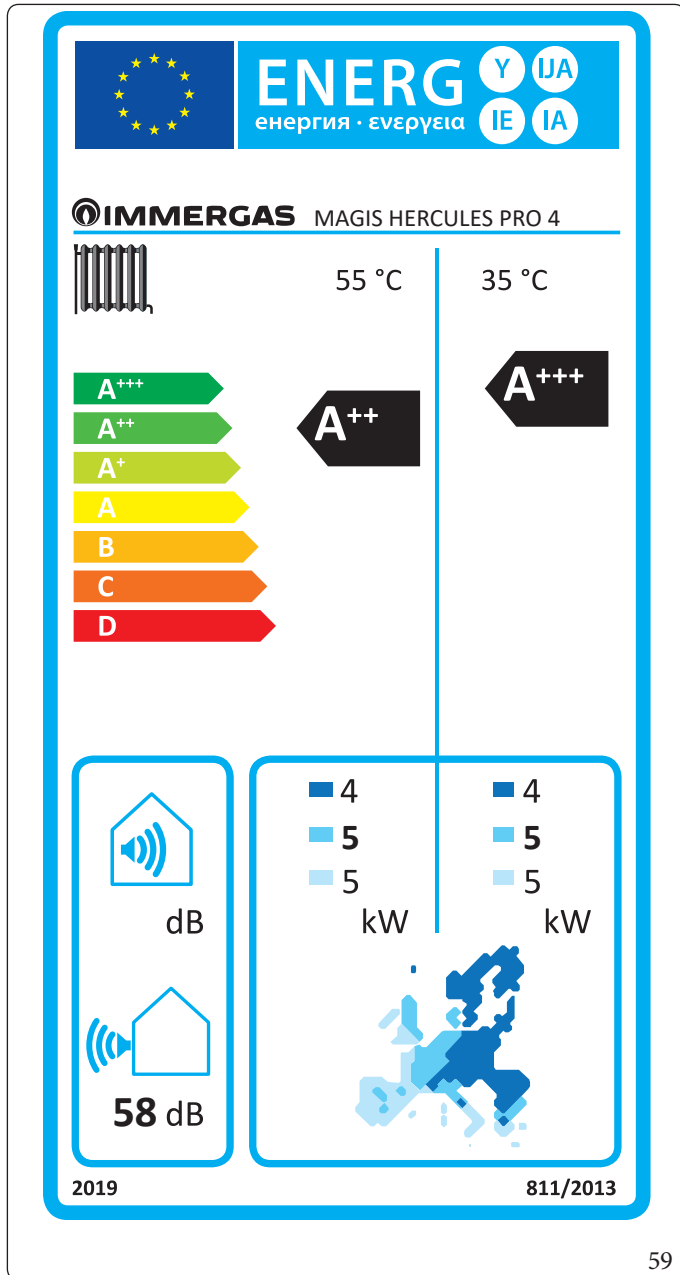 ENERG Y IJA
енергия · ενεργεια IE IA
IMMERGAS MAGIS HERCULES PRO 4
55 °C 35 °C
A+++
A++
A+
A
B
C
D
A++
A+++
dB
58 dB
4 4
5 5
5 5
kW kW
2019 811/2013
59